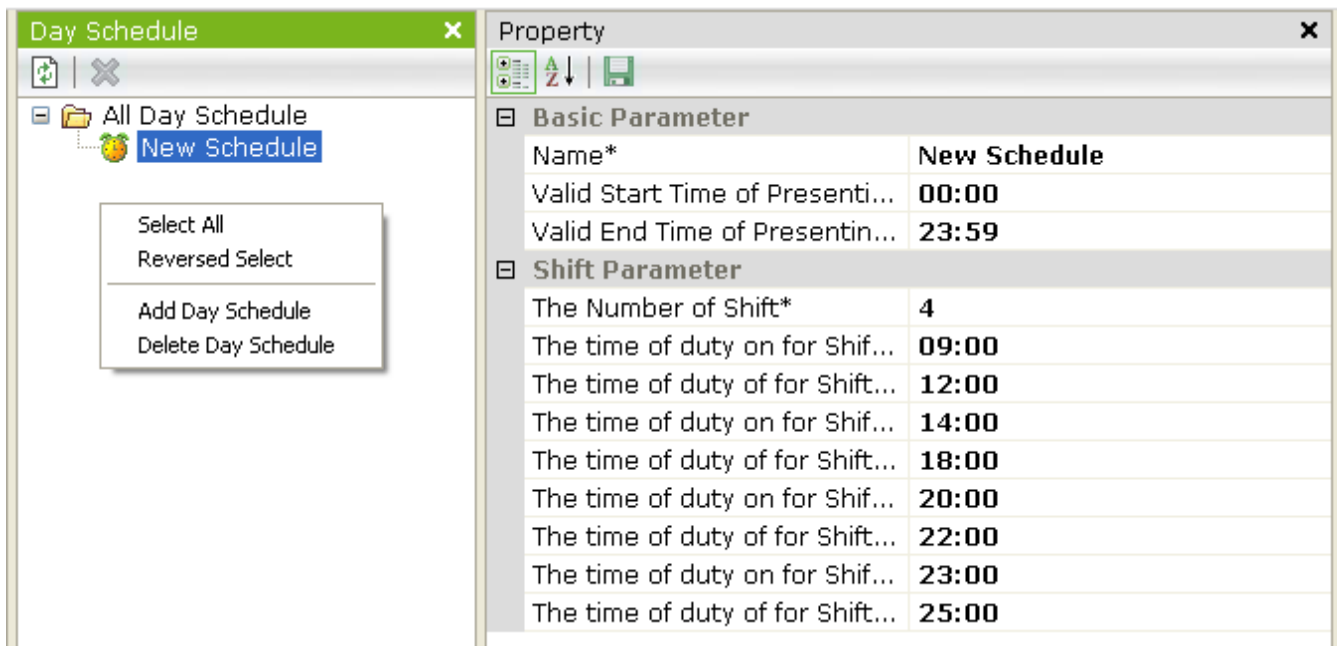 Day Schedule
All Day Schedule
New Schedule
Select All
Reversed Select
Add Day Schedule
Delete Day Schedule
Property
A
Z
Basic Parameter
Name* New Schedule
Valid Start Time of Presenti... 00:00
Valid End Time of Presentin... 23:59
Shift Parameter
The Number of Shift* 4
The time of duty on for Shif... 09:00
The time of duty of for Shift... 12:00
The time of duty on for Shif... 14:00
The time of duty of for Shift... 18:00
The time of duty on for Shif... 20:00
The time of duty of for Shift... 22:00
The time of duty on for Shif... 23:00
The time of duty of for Shift... 25:00